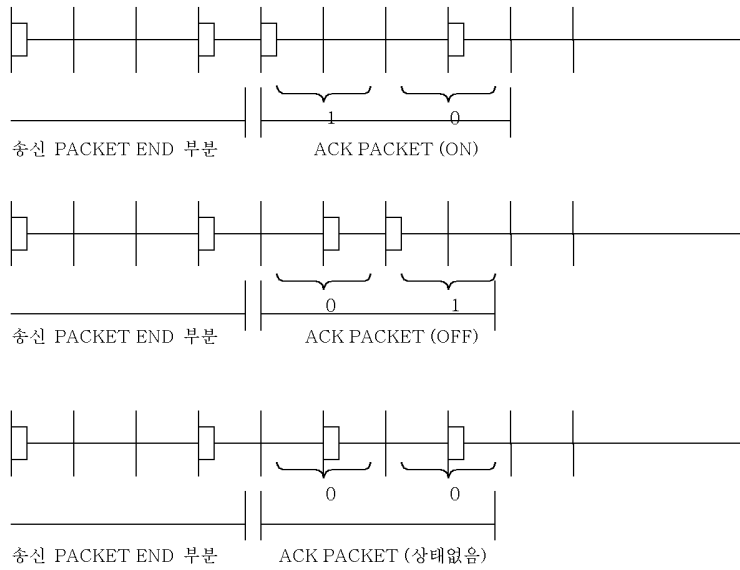 1 0
송신 PACKET END 부분 ACK PACKET (ON)
0 1
송신 PACKET END 부분 ACK PACKET (OFF)
0 0
송신 PACKET END 부분 ACK PACKET (상태없음)